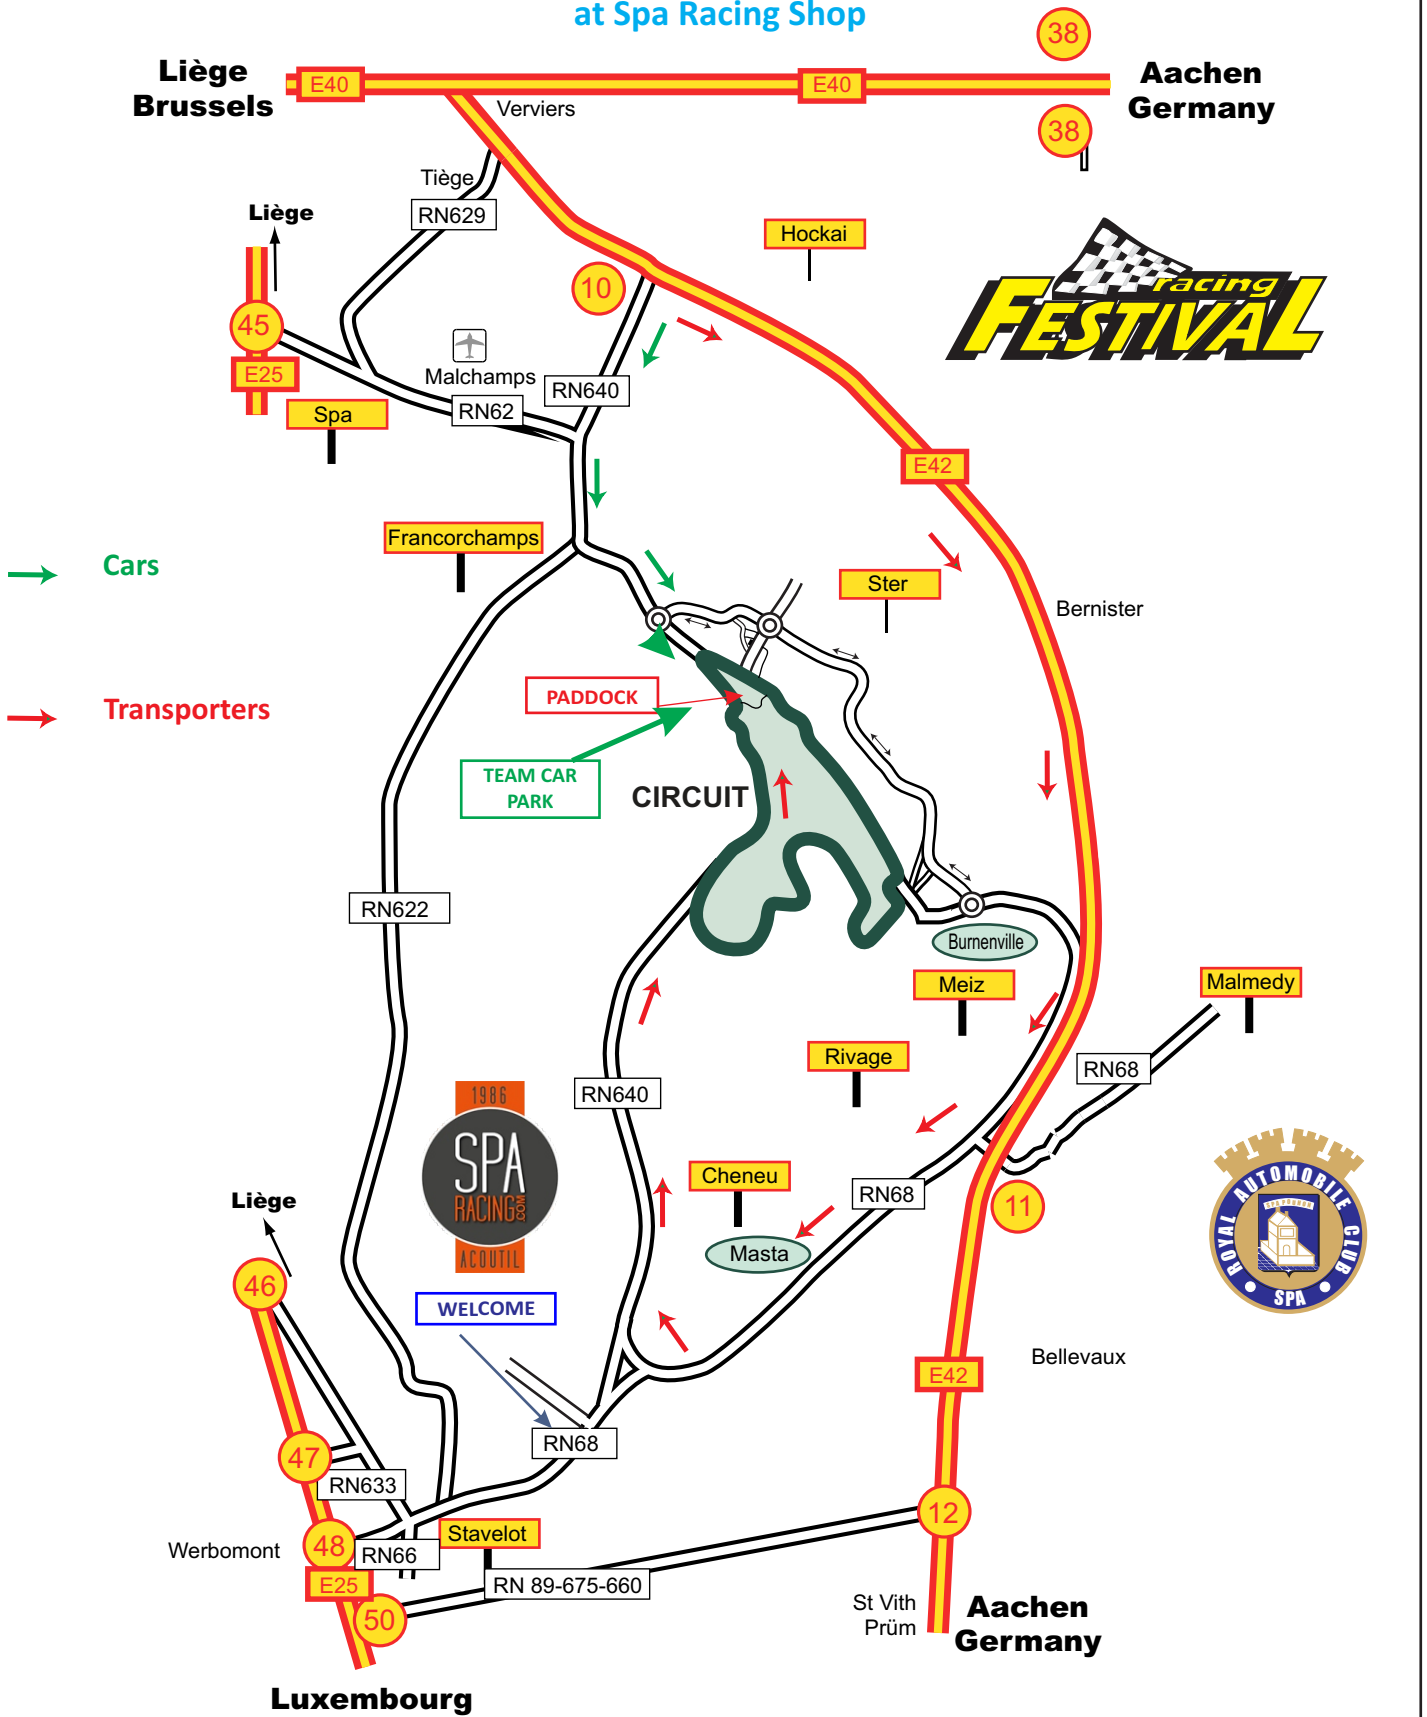 at Spa Racing Shop
38
Liège
Brussels
E40
E40
Aachen
Germany
Verviers
38
Tiège
Liège
RN629
Hockai
racing
FESTIVAL
10
45
E25
Malchamps
RN640
RN62
Spa
E42
Francorchamps
Cars
Ster
Bernister
PADDOCK
Transporters
TEAM CAR
PARK
CIRCUIT
RN622
Burnenville
Meiz
Malmedy
Rivage
RN68
RN640
1986
SPA
RACING.COM
ACOUTIL
Cheneu
RN68
11
Masta
ROYAL AUTOMOBILE CLUB
SPA
Liège
46
WELCOME
Bellevaux
E42
RN68
47
RN633
12
Stavelot
48
Werbomont
RN66
E25
RN 89-675-660
50
St Vith
Prüm
Aachen
Germany
Luxembourg